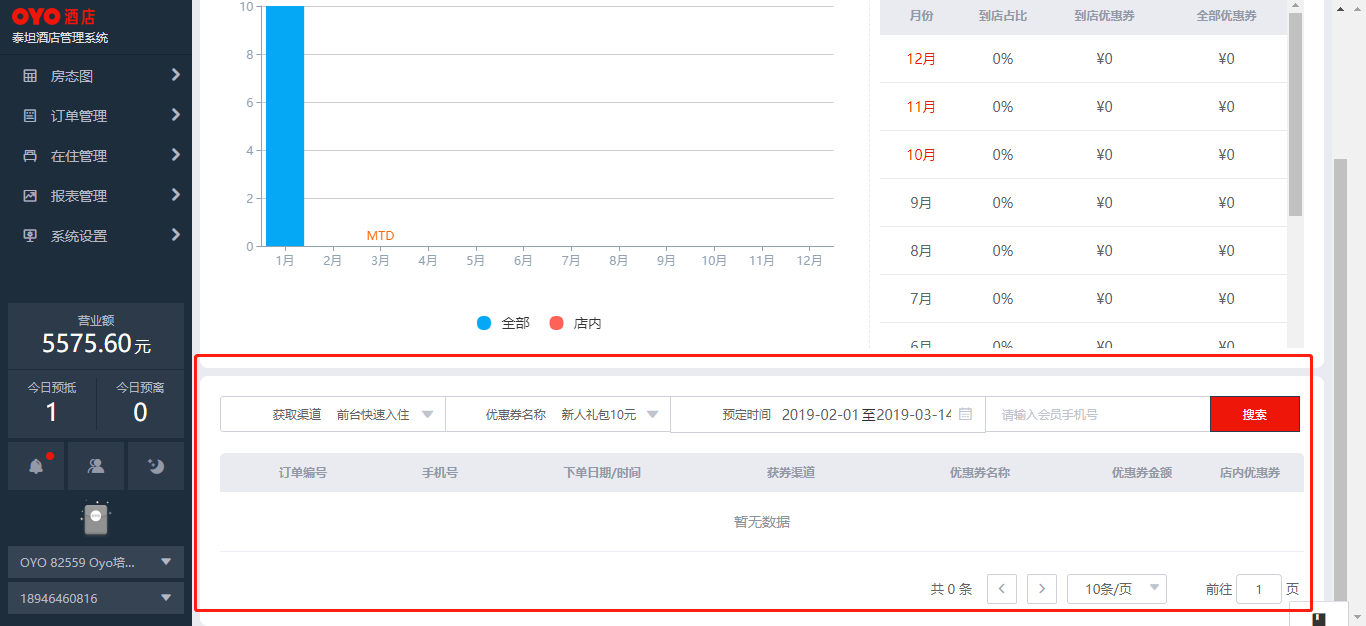 OYO 酒店
泰坦酒店管理系统
房态图
订单管理
在住管理
报表管理
系统设置
营业额
5575.60元
今日预抵 今日预离
1 0
OYO 82559 Oyo培...
18946460816
10
8
6
4
2
0
MTD
1月 2月 3月 4月 5月 6月 7月 8月 9月 10月 11月 12月
全部 店内
月份 到店占比 到店优惠券 全部优惠券
12月 0% ¥0 ¥0
11月 0% ¥0 ¥0
10月 0% ¥0 ¥0
9月 0% ¥0 ¥0
8月 0% ¥0 ¥0
7月 0% ¥0 ¥0
6月 0% ¥0 ¥0
获取渠道 前台快速入住 优惠券名称 新人礼包10元 预定时间 2019-02-01至2019-03-14 请输入会员手机号 搜索
订单编号 手机号 下单日期/时间 获券渠道 优惠券名称 优惠券金额 店内优惠券
暂无数据
共 0 条 10条/页 前往 1 页